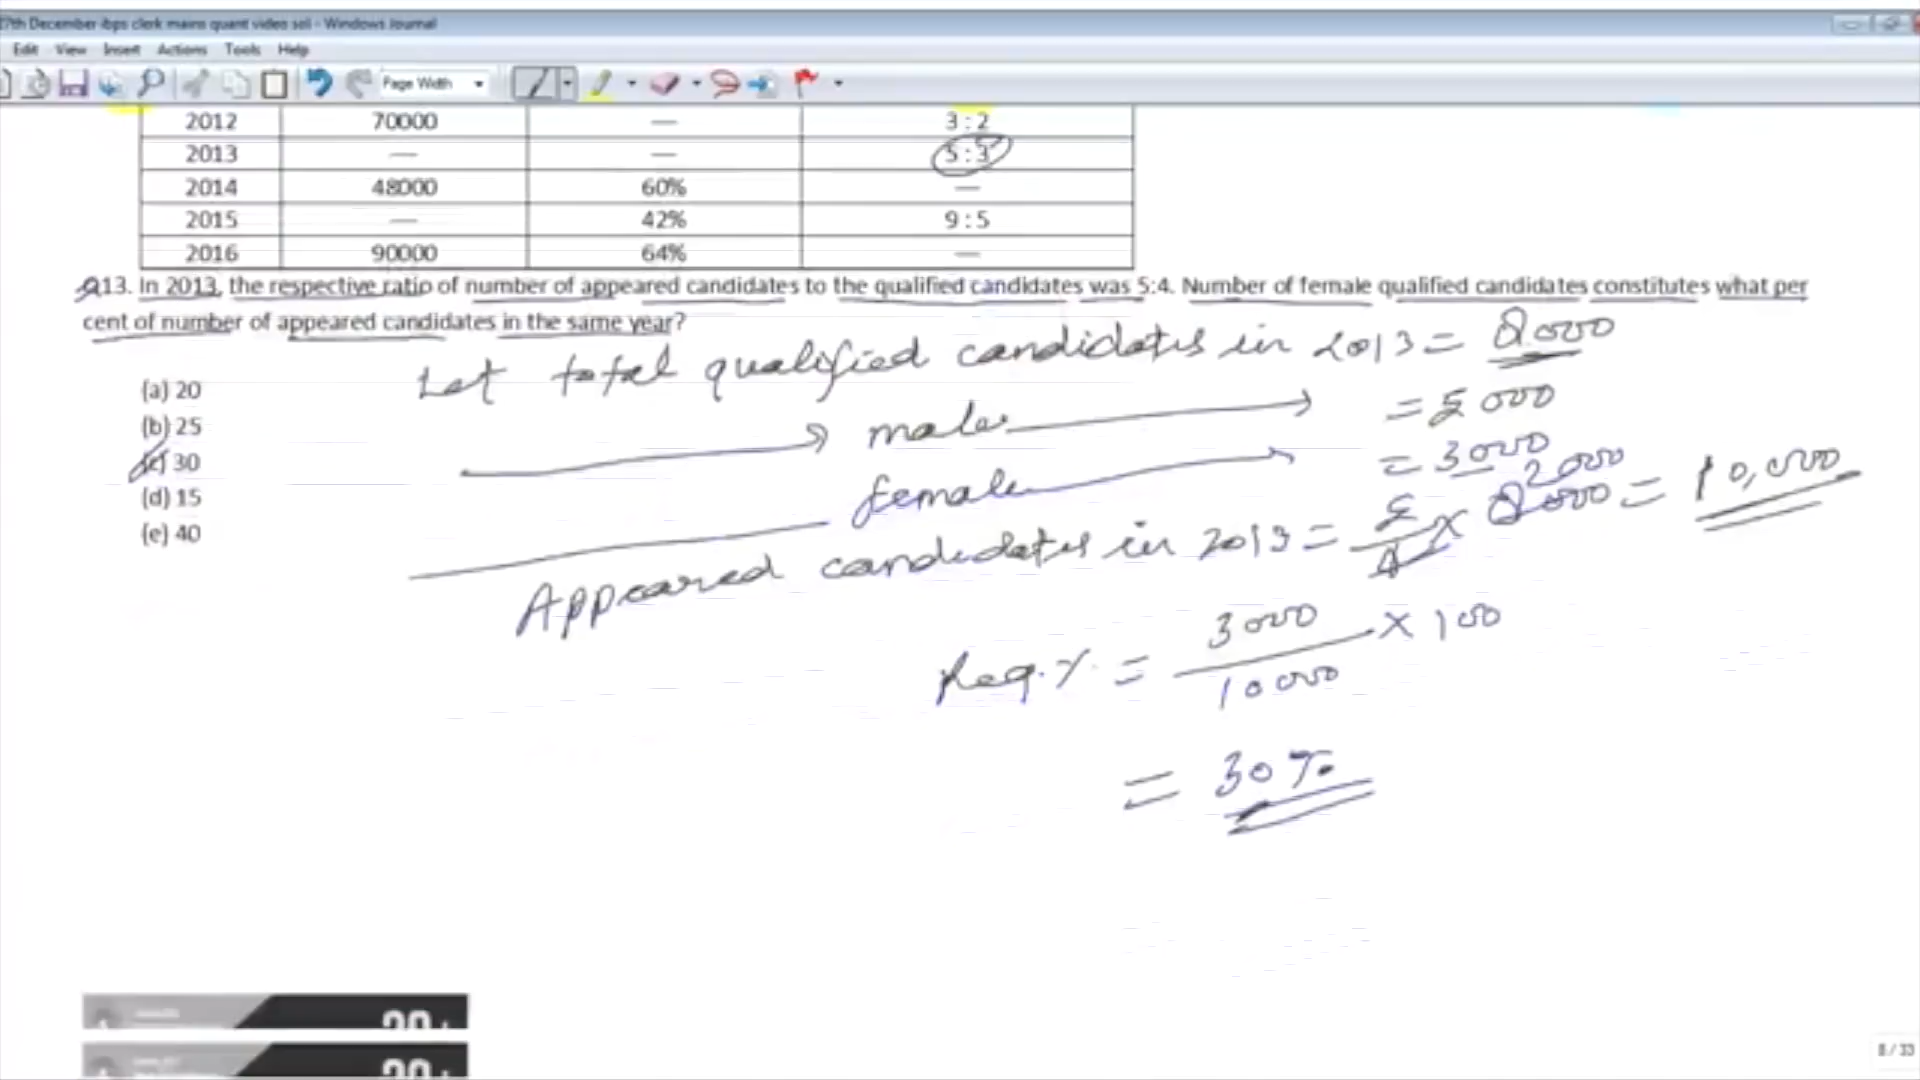 27th December ibps clerk mains quant video sol - Windows Journal
Edit View Insert Actions Tools Help
Page Width
2012 70000 — 3 : 2
2013 — — 5 : 3
2014 48000 60% —
2015 — 42% 9 : 5
2016 90000 64% —
Q13. In 2013, the respective ratio of number of appeared candidates to the qualified candidates was 5:4. Number of female qualified candidates constitutes what per
cent of number of appeared candidates in the same year?
(a) 20
(b) 25
(c) 30
(d) 15
(e) 40
Let total qualified candidates in 2013 = 8000
male = 5000
female = 3000
Appeared candidates in 2013 = 5/4 × 8000 2000 = 10,000
Req. % = 3000/10000 × 100
= 30%
8 / 33